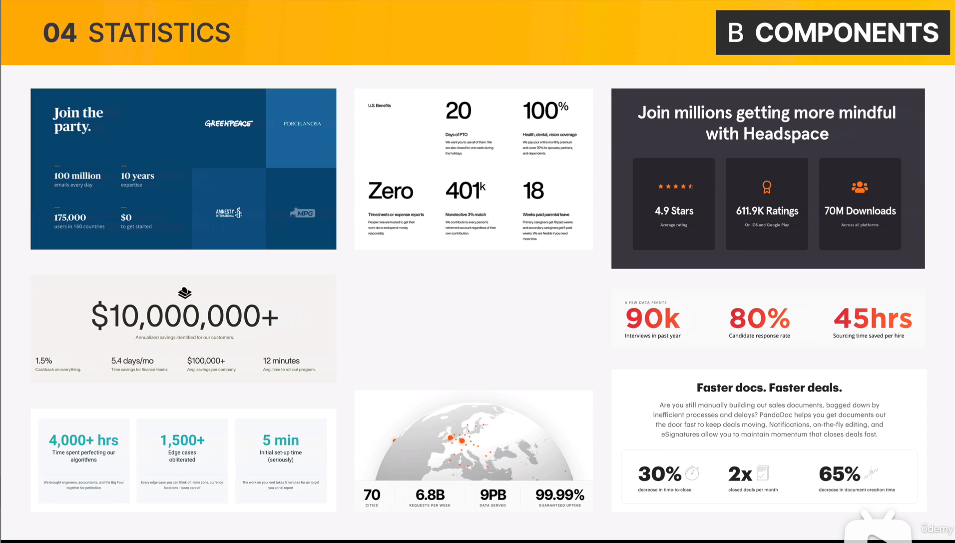 04 STATISTICS
B COMPONENTS
Join the
party.
GREENPEACE
PORCELANOSA
100 million
emails every day
10 years
expertise
175.000
users in 160 countries
$0
to get started
AMNESTY
MPG
U.S. Benefits
20
Days of PTO
100%
Health, dental, vision coverage
Zero
Timesheets or expense reports
401k
Nonelective 3% match
18
Weeks paid parental leave
Join millions getting more mindful
with Headspace
4.9 Stars
Average rating
611.9K Ratings
On iOS and Google Play
70M Downloads
Across all platforms
$10,000,000+
Annualized savings identified for our customers.
1.5%
Cashback on everything.
5.4 days/mo
Time savings for finance teams
$100,000+
Avg. savings per company
12 minutes
Avg. time to roll out program.
A FEW DATA POINTS
90k
Interviews in past year
80%
Candidate response rate
45hrs
Sourcing time saved per hire
4,000+ hrs
Time spent perfecting our
algorithms
1,500+
Edge cases
obliterated
5 min
Initial set-up time
(seriously)
70
CITIES
6.8B
REQUESTS PER WEEK
9PB
DATA SERVED
99.99%
GUARANTEED UPTIME
Faster docs. Faster deals.
Are you still manually building out sales documents, bogged down by
inefficient processes and delays? PandaDoc helps you get documents out
the door fast to keep deals moving. Notifications, on-the-fly editing, and
eSignatures allow you to maintain momentum that closes deals fast.
30%
decrease in time to close
2x
closed deals per month
65%
decrease in document creation time
Udemy